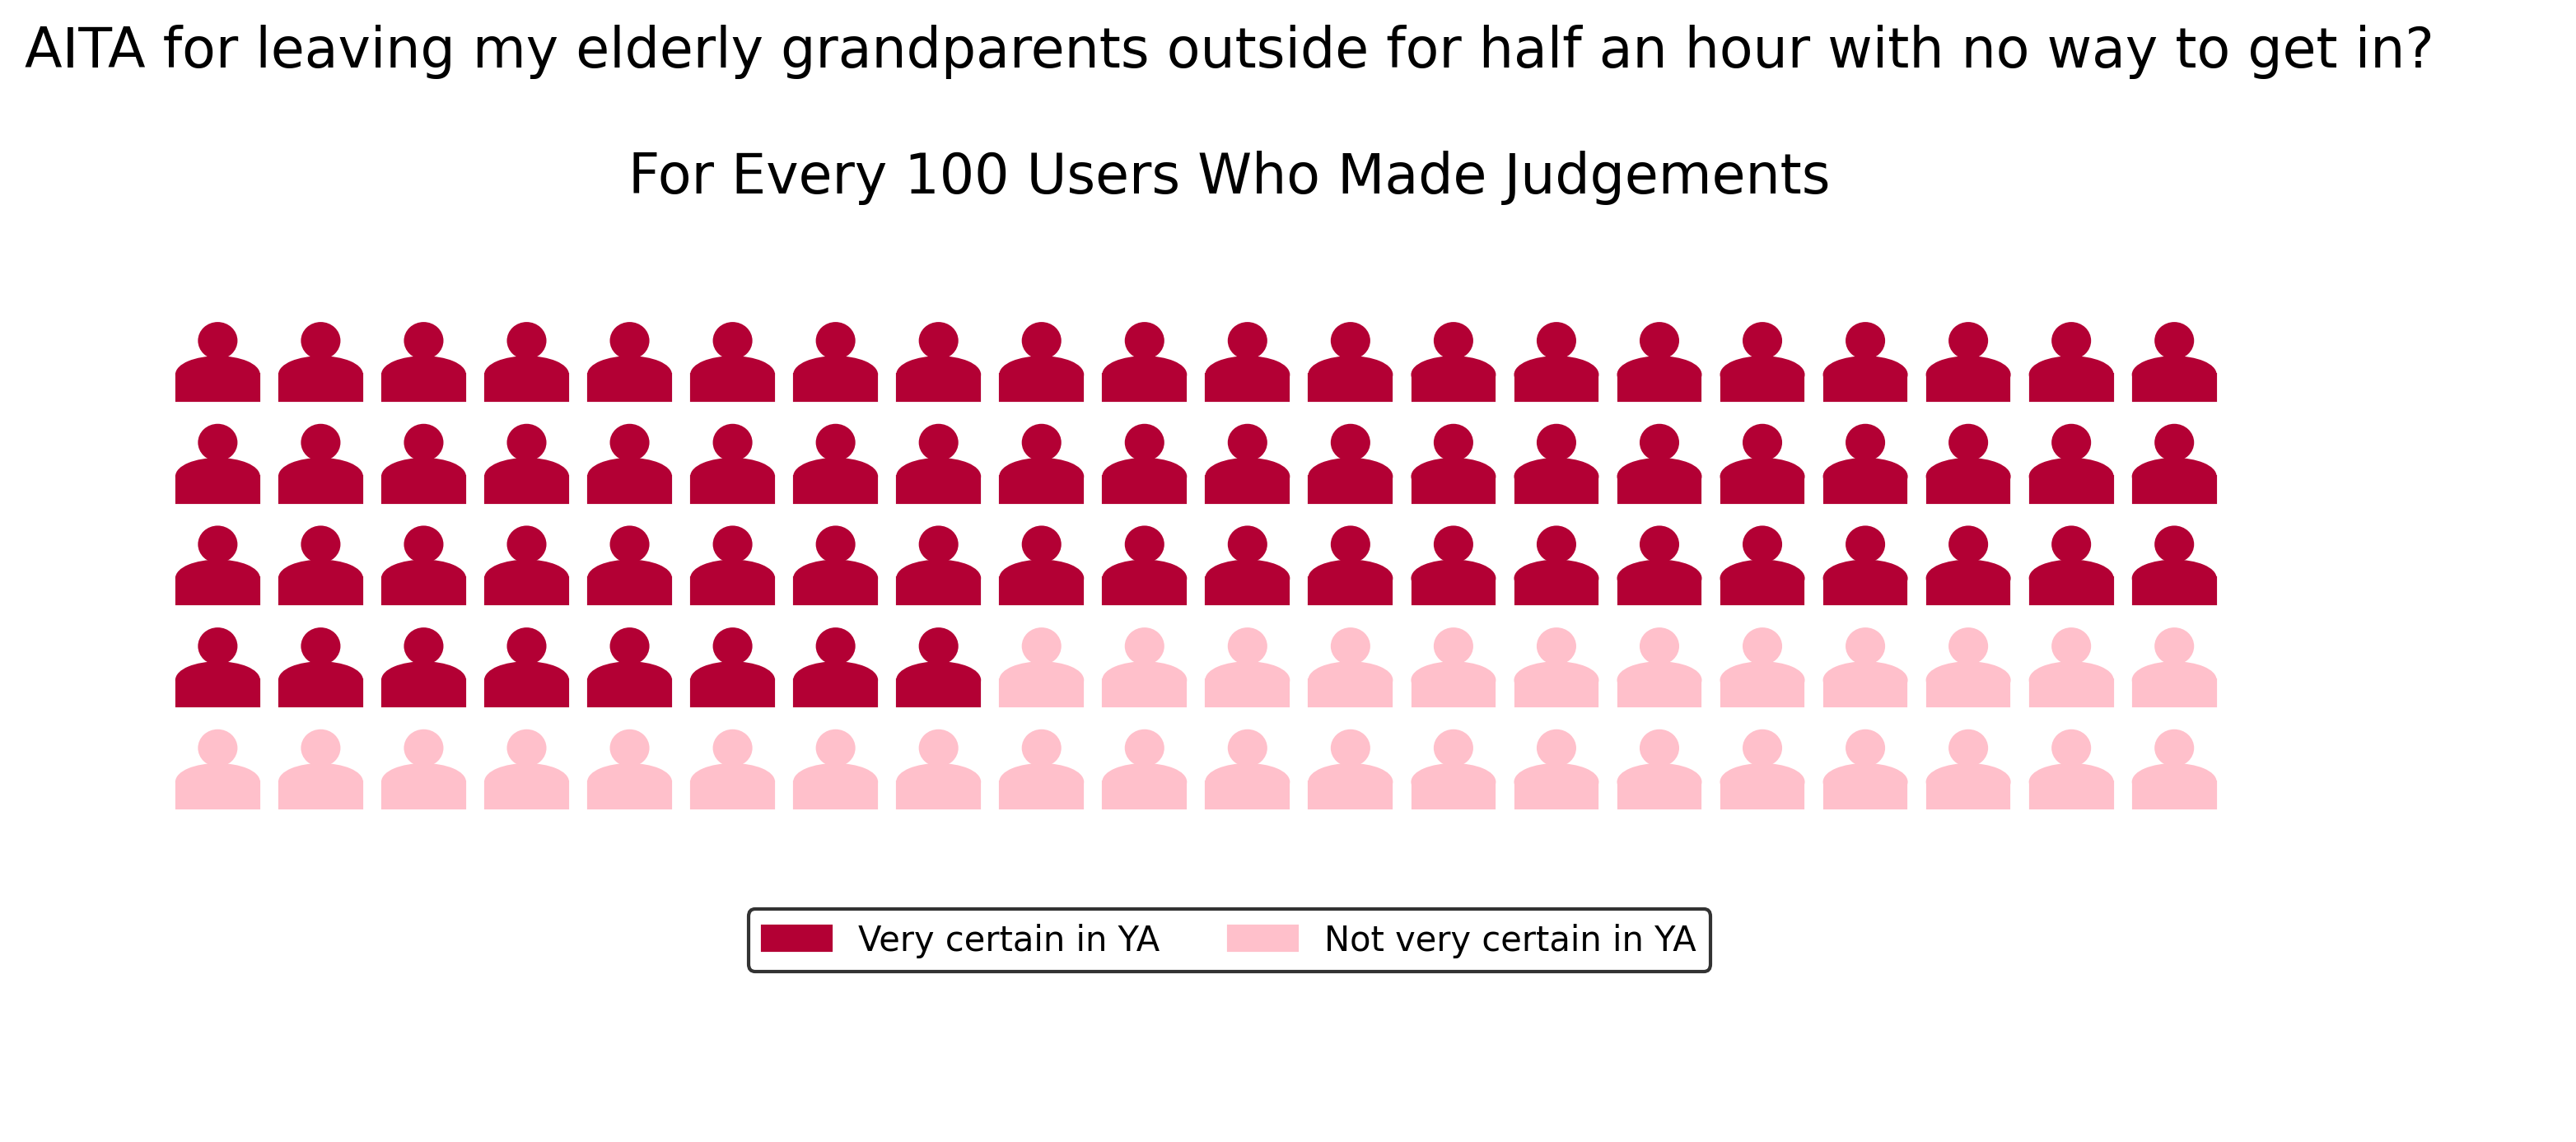 AITA for leaving my elderly grandparents outside for half an hour with no way to get in?
For Every 100 Users Who Made Judgements
Very certain in YA
Not very certain in YA